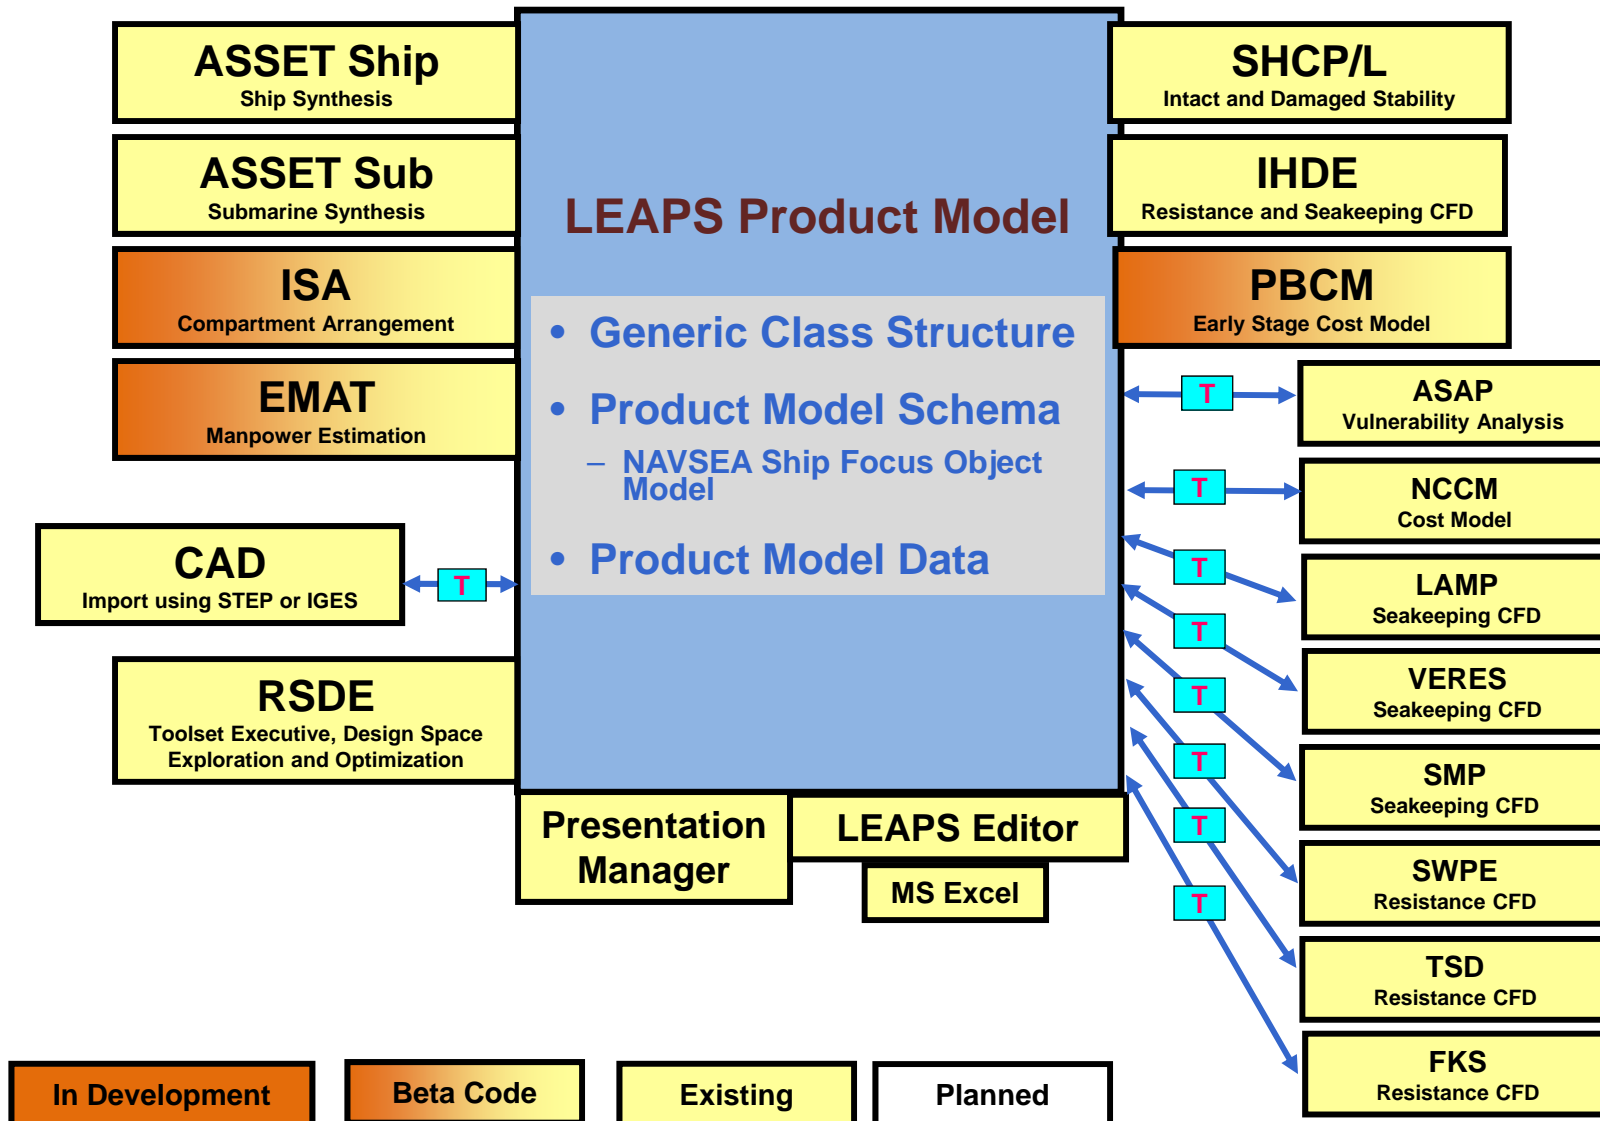 ASSET Ship
Ship Synthesis
ASSET Sub
Submarine Synthesis
ISA
Compartment Arrangement
EMAT
Manpower Estimation
CAD
Import using STEP or IGES
T
RSDE
Toolset Executive, Design Space
Exploration and Optimization
LEAPS Product Model
• Generic Class Structure
• Product Model Schema
– NAVSEA Ship Focus Object
Model
• Product Model Data
Presentation
Manager
LEAPS Editor
MS Excel
SHCP/L
Intact and Damaged Stability
IHDE
Resistance and Seakeeping CFD
PBCM
Early Stage Cost Model
T
ASAP
Vulnerability Analysis
T
NCCM
Cost Model
T
LAMP
Seakeeping CFD
T
VERES
Seakeeping CFD
T
SMP
Seakeeping CFD
T
SWPE
Resistance CFD
T
TSD
Resistance CFD
T
FKS
Resistance CFD
In Development
Beta Code
Existing
Planned